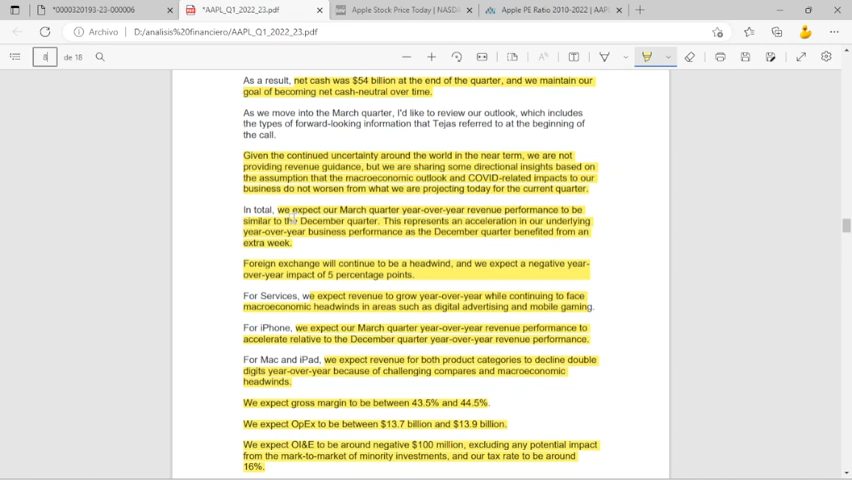 *0000320193-23-000006
*AAPL_Q1_2022_23.pdf
Apple Stock Price Today | NASDA
Apple PE Ratio 2010-2022 | AAPL
Archivo | D:/analisis%20financiero/AAPL_Q1_2022_23.pdf
8 de 18
As a result, net cash was $54 billion at the end of the quarter, and we maintain our
goal of becoming net cash-neutral over time.
As we move into the March quarter, I'd like to review our outlook, which includes
the types of forward-looking information that Tejas referred to at the beginning of
the call.
Given the continued uncertainty around the world in the near term, we are not
providing revenue guidance, but we are sharing some directional insights based on
the assumption that the macroeconomic outlook and COVID-related impacts to our
business do not worsen from what we are projecting today for the current quarter.
In total, we expect our March quarter year-over-year revenue performance to be
similar to the December quarter. This represents an acceleration in our underlying
year-over-year business performance as the December quarter benefited from an
extra week.
Foreign exchange will continue to be a headwind, and we expect a negative year-
over-year impact of 5 percentage points.
For Services, we expect revenue to grow year-over-year while continuing to face
macroeconomic headwinds in areas such as digital advertising and mobile gaming.
For iPhone, we expect our March quarter year-over-year revenue performance to
accelerate relative to the December quarter year-over-year revenue performance.
For Mac and iPad, we expect revenue for both product categories to decline double
digits year-over-year because of challenging compares and macroeconomic
headwinds.
We expect gross margin to be between 43.5% and 44.5%.
We expect OpEx to be between $13.7 billion and $13.9 billion.
We expect OI&E to be around negative $100 million, excluding any potential impact
from the mark-to-market of minority investments, and our tax rate to be around
16%.